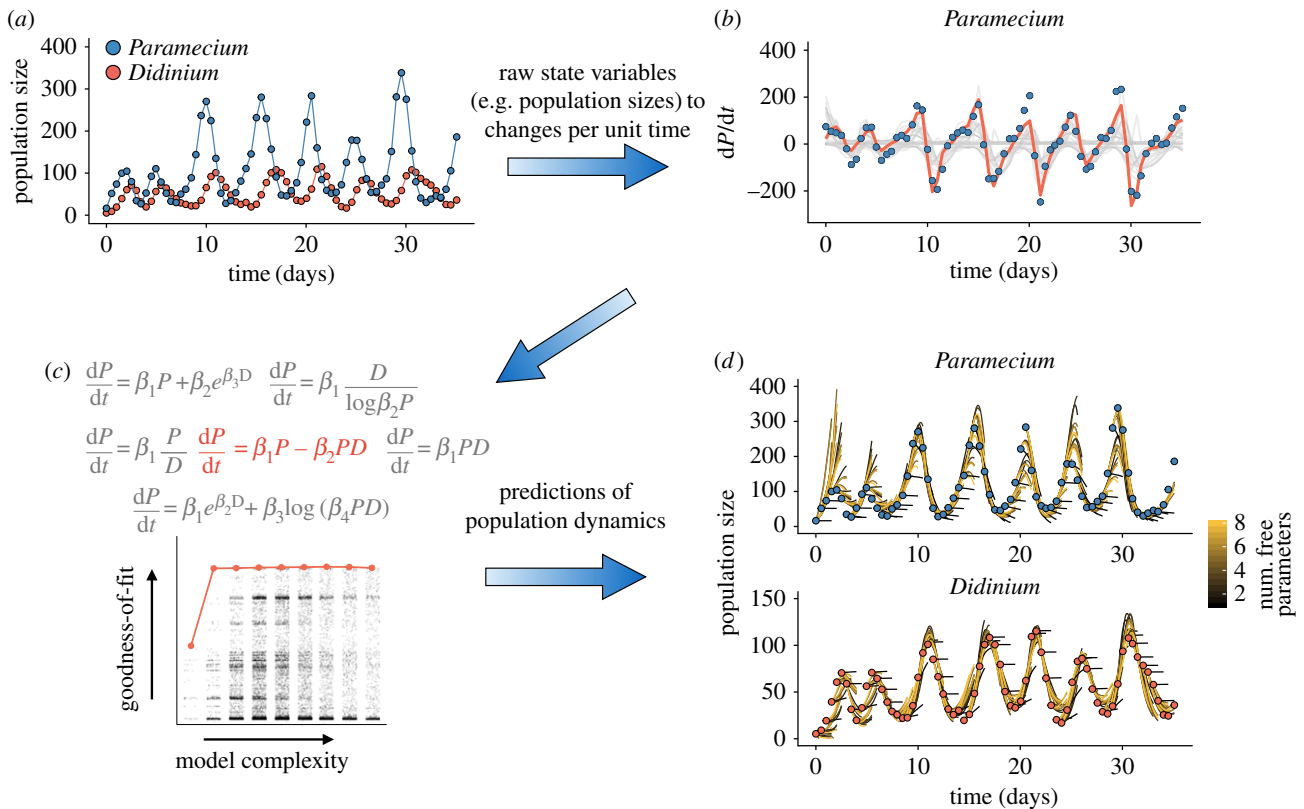 (a)
400
300
200
100
0
population size
Paramecium
Didinium
0 10 20 30
time (days)
raw state variables
(e.g. population sizes) to
changes per unit time
(b) Paramecium
400
200
0
−200
dP/dt
0 10 20 30
time (days)
(c)
dP/dt = β₁P + β₂e^{β₃D} dP/dt = β₁ D/logβ₂P
dP/dt = β₁ P/D dP/dt = β₁P − β₂PD dP/dt = β₁PD
dP/dt = β₁e^{β₂D} + β₃log (β₄PD)
goodness-of-fit
model complexity
predictions of
population dynamics
(d) Paramecium
400
300
200
100
0
0 10 20 30
population size
Didinium
150
100
50
0
0 10 20 30
time (days)
8
6
4
2
num. free
parameters